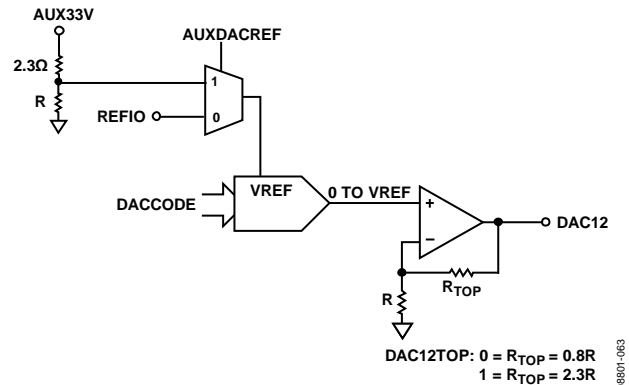 AUX33V
AUXDACREF
2.3Ω
1
R
REFIO
0
VREF
0 TO VREF
DACCODE
+
–
DAC12
RTOP
R
DAC12TOP: 0 = RTOP = 0.8R
1 = RTOP = 2.3R
08801-063